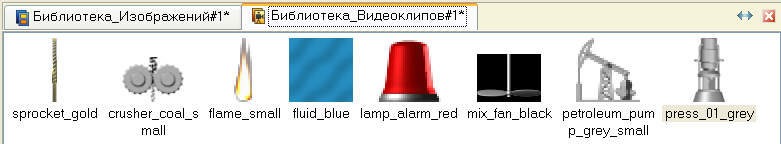 Библиотека_Изображений#1* Библиотека_Видеоклипов#1*
sprocket_gold crusher_coal_s flame_small fluid_blue lamp_alarm_red mix_fan_black petroleum_pum press_01_grey
mall p_grey_small